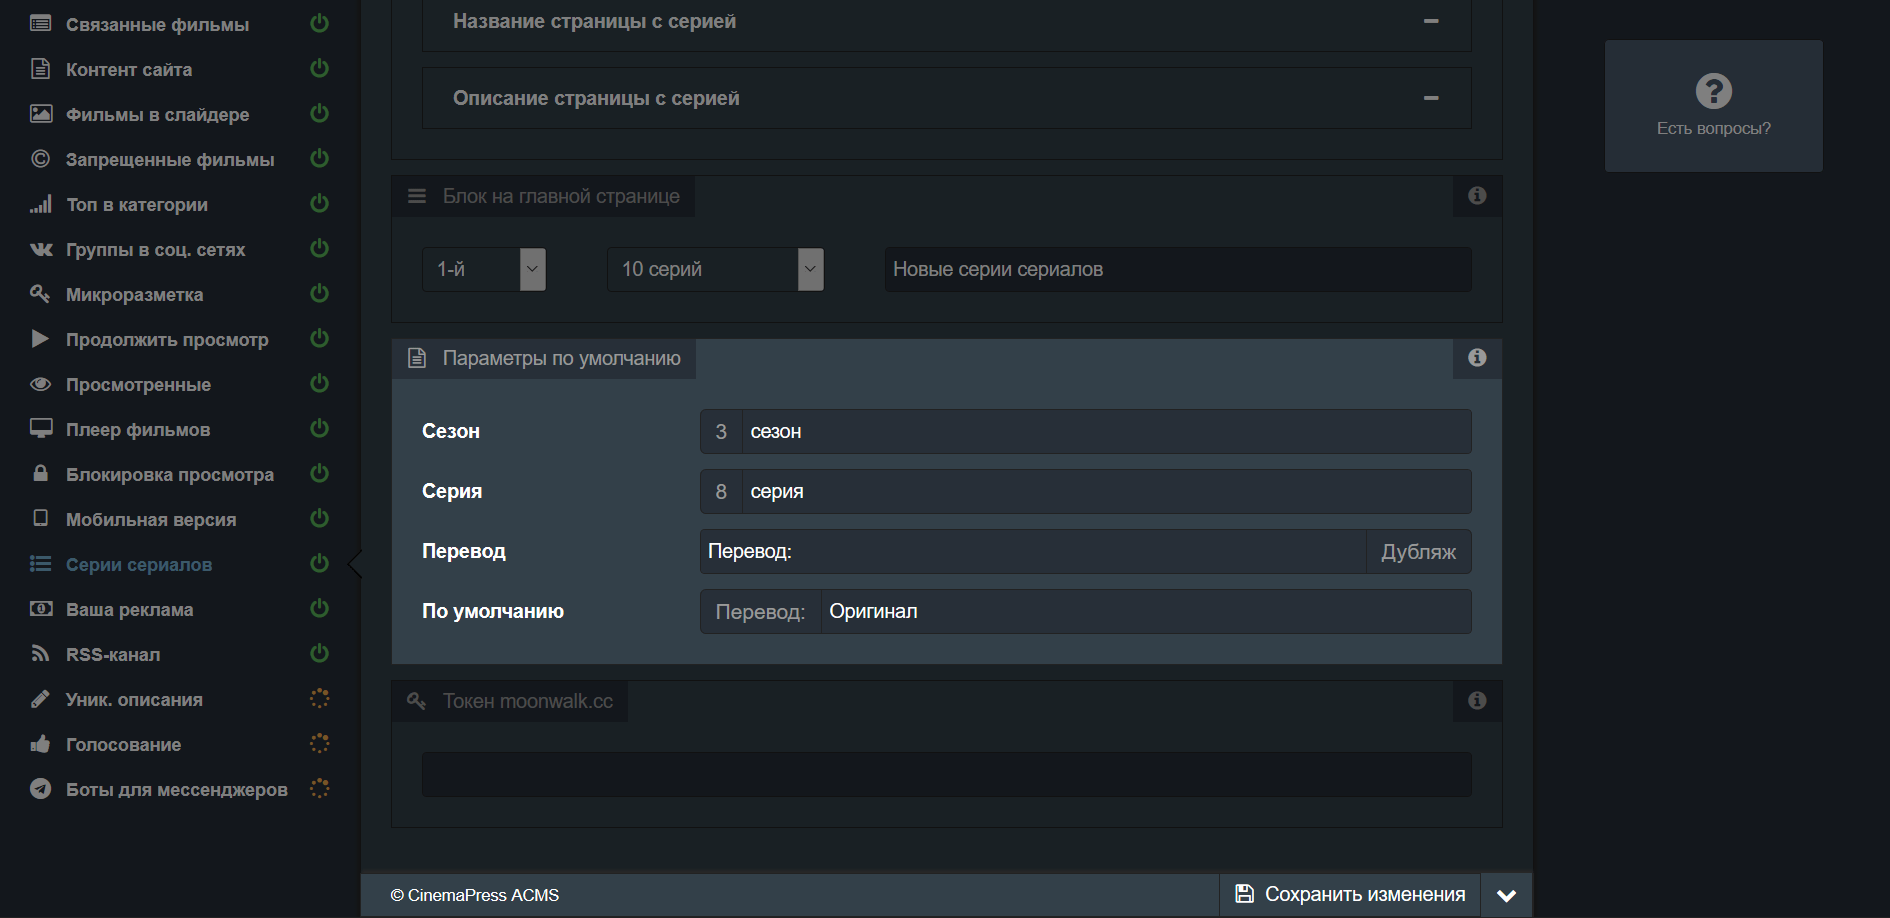 Связанные фильмы
Контент сайта
Фильмы в слайдере
Запрещенные фильмы
Топ в категории
Группы в соц. сетях
Микроразметка
Продолжить просмотр
Просмотренные
Плеер фильмов
Блокировка просмотра
Мобильная версия
Серии сериалов
Ваша реклама
RSS-канал
Уник. описания
Голосование
Боты для мессенджеров
Название страницы с серией
Описание страницы с серией
Блок на главной странице
1-й 10 серий Новые серии сериалов
Параметры по умолчанию
Сезон 3 сезон
Серия 8 серия
Перевод Перевод: Дубляж
По умолчанию Перевод: Оригинал
Токен moonwalk.cc
© CinemaPress ACMS Сохранить изменения
Есть вопросы?